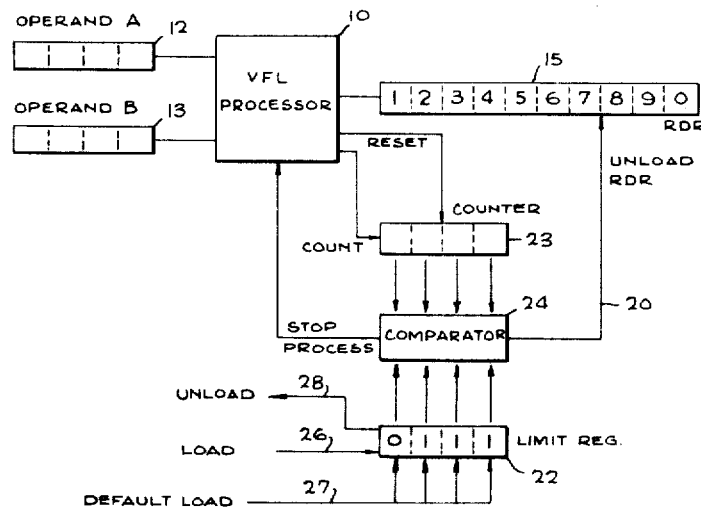 OPERAND A
12
10
VFL
PROCESSOR
15
1 2 3 4 5 6 7 8 9 0
RDR
OPERAND B
13
RESET
UNLOAD
RDR
COUNTER
COUNT
23
24
20
STOP
PROCESS
COMPARATOR
UNLOAD
28
LOAD
26
0 1 1 1
LIMIT REG.
22
DEFAULT LOAD
27